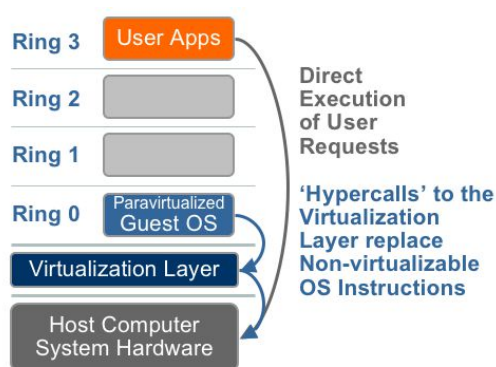 Ring 3
User Apps
Ring 2
Ring 1
Ring 0
Paravirtualized
Guest OS
Virtualization Layer
Host Computer
System Hardware
Direct
Execution
of User
Requests
‘Hypercalls’ to the
Virtualization
Layer replace
Non-virtualizable
OS Instructions